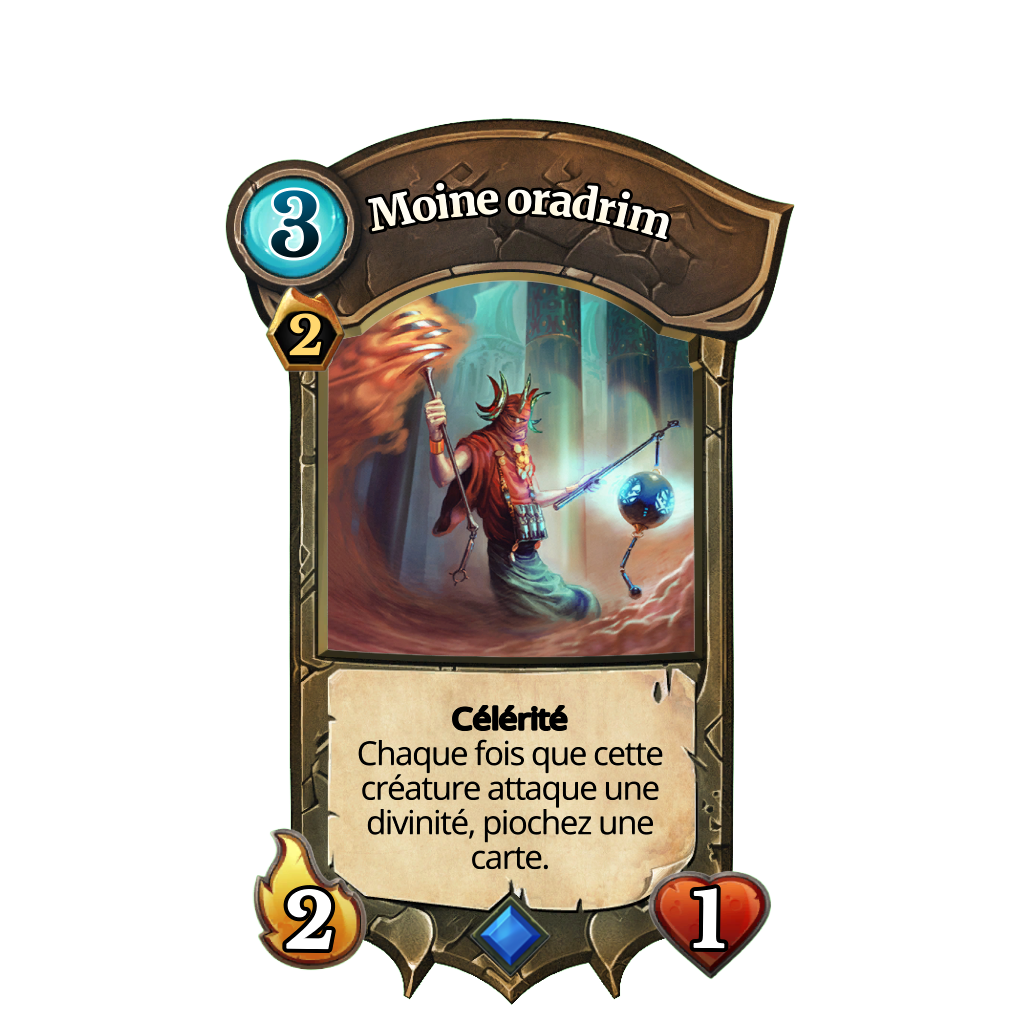 3
Moine oradrim
2
Célérité
Chaque fois que cette
créature attaque une
divinité, piochez une
carte.
2
1